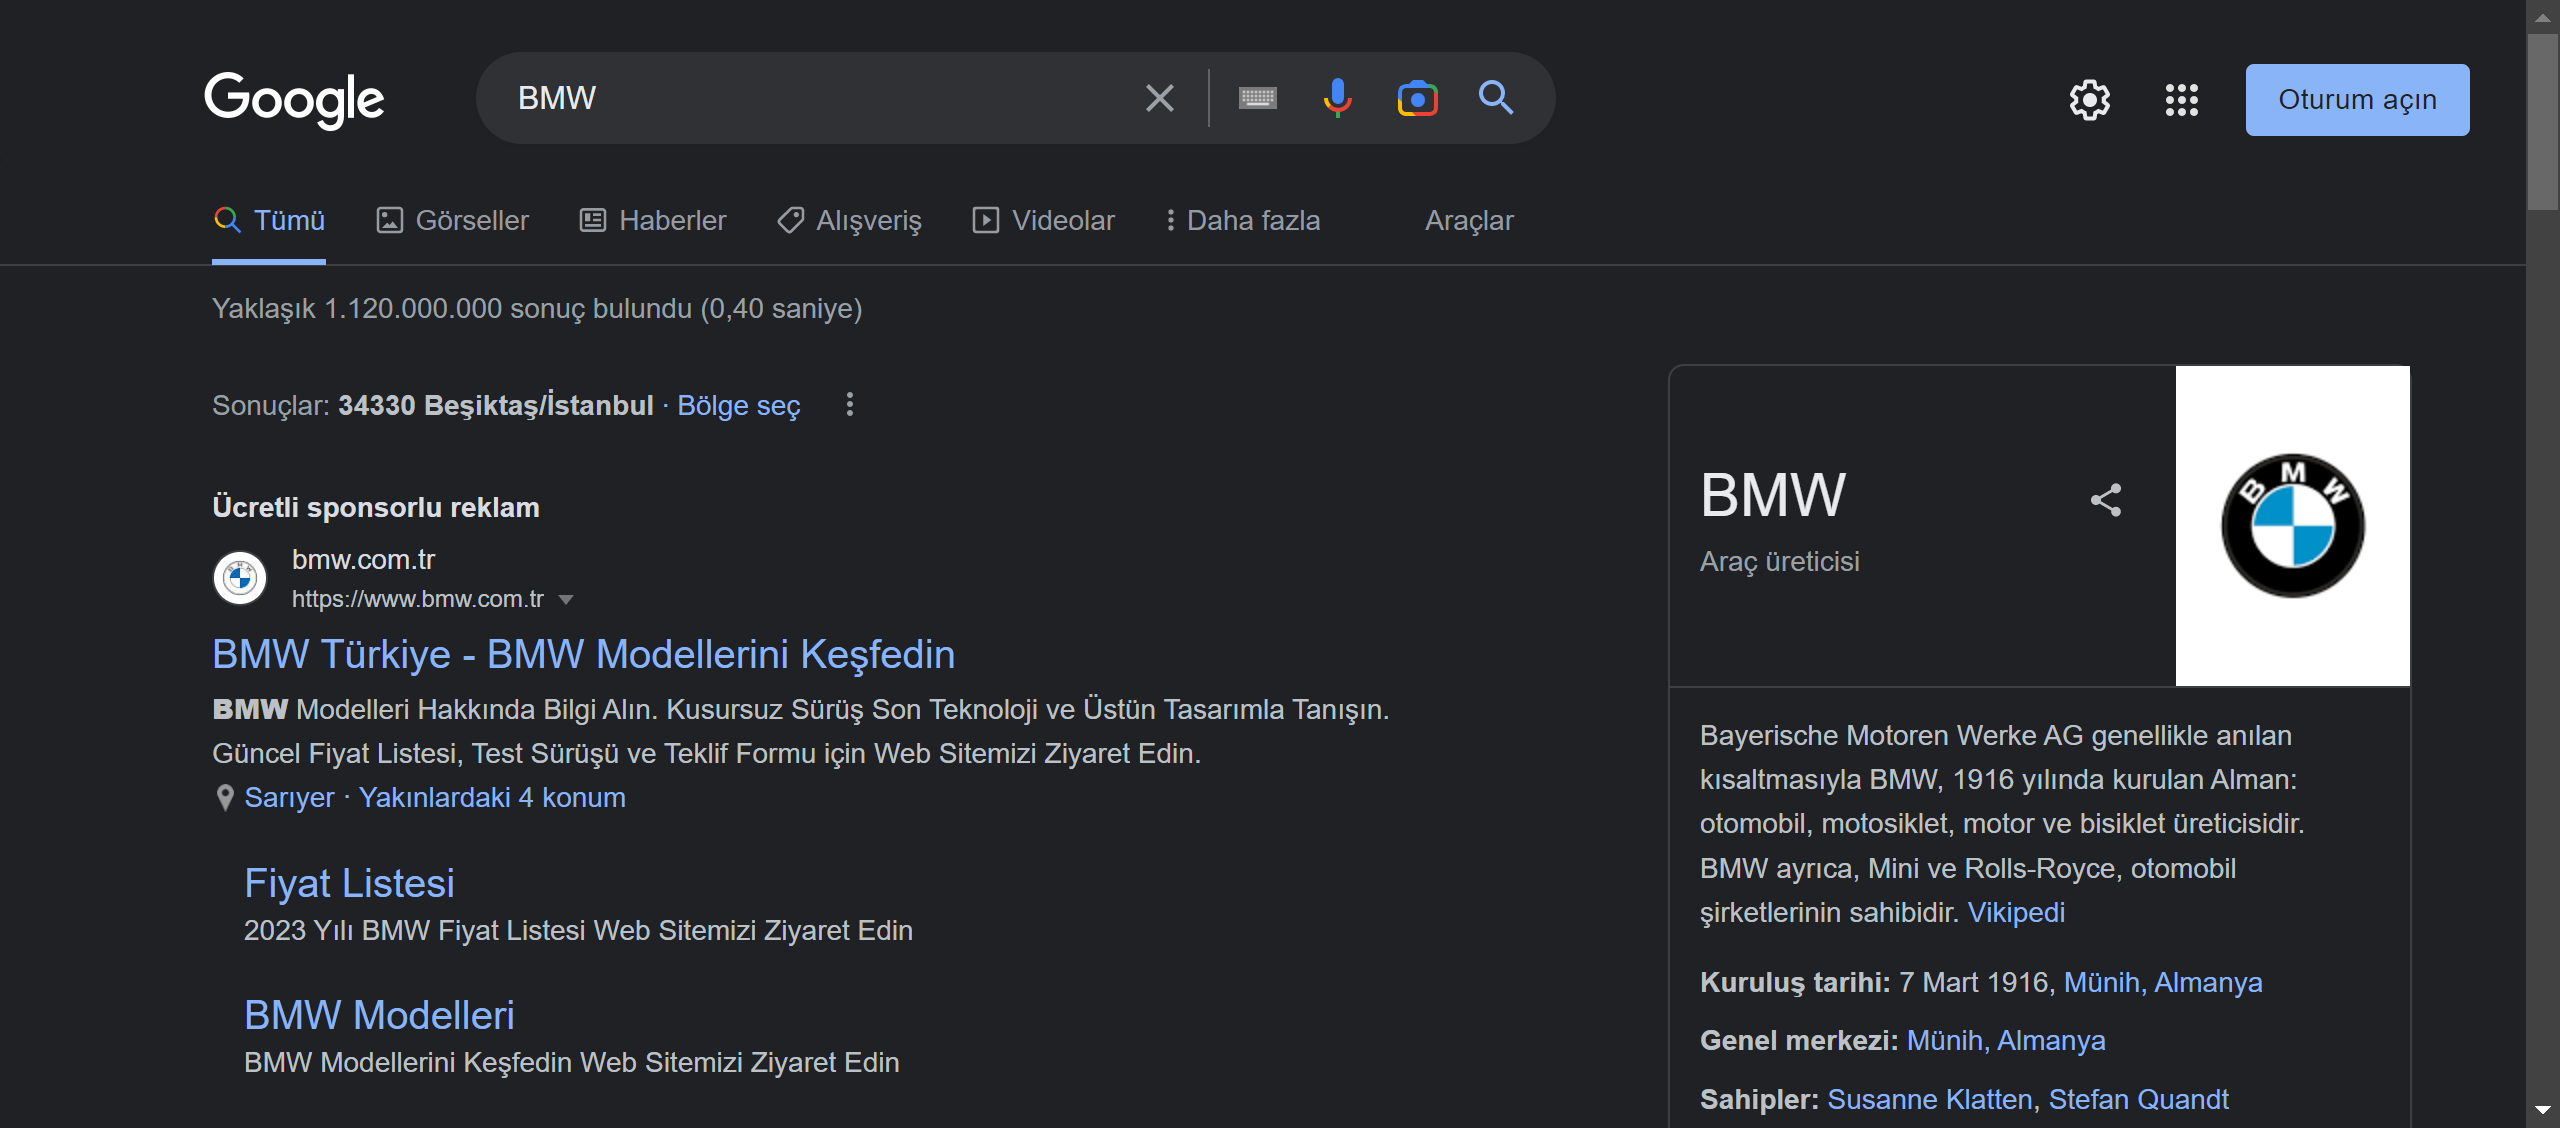 Google
BMW
Oturum açın
Tümü
Görseller
Haberler
Alışveriş
Videolar
Daha fazla
Araçlar
Yaklaşık 1.120.000.000 sonuç bulundu (0,40 saniye)
Sonuçlar: 34330 Beşiktaş/İstanbul · Bölge seç
Ücretli sponsorlu reklam
bmw.com.tr
https://www.bmw.com.tr
BMW Türkiye - BMW Modellerini Keşfedin
BMW Modelleri Hakkında Bilgi Alın. Kusursuz Sürüş Son Teknoloji ve Üstün Tasarımla Tanışın.
Güncel Fiyat Listesi, Test Sürüşü ve Teklif Formu için Web Sitemizi Ziyaret Edin.
Sarıyer · Yakınlardaki 4 konum
Fiyat Listesi
2023 Yılı BMW Fiyat Listesi Web Sitemizi Ziyaret Edin
BMW Modelleri
BMW Modellerini Keşfedin Web Sitemizi Ziyaret Edin
BMW
Araç üreticisi
BMW
Bayerische Motoren Werke AG genellikle anılan
kısaltmasıyla BMW, 1916 yılında kurulan Alman:
otomobil, motosiklet, motor ve bisiklet üreticisidir.
BMW ayrıca, Mini ve Rolls-Royce, otomobil
şirketlerinin sahibidir. Vikipedi
Kuruluş tarihi: 7 Mart 1916, Münih, Almanya
Genel merkezi: Münih, Almanya
Sahipler: Susanne Klatten, Stefan Quandt